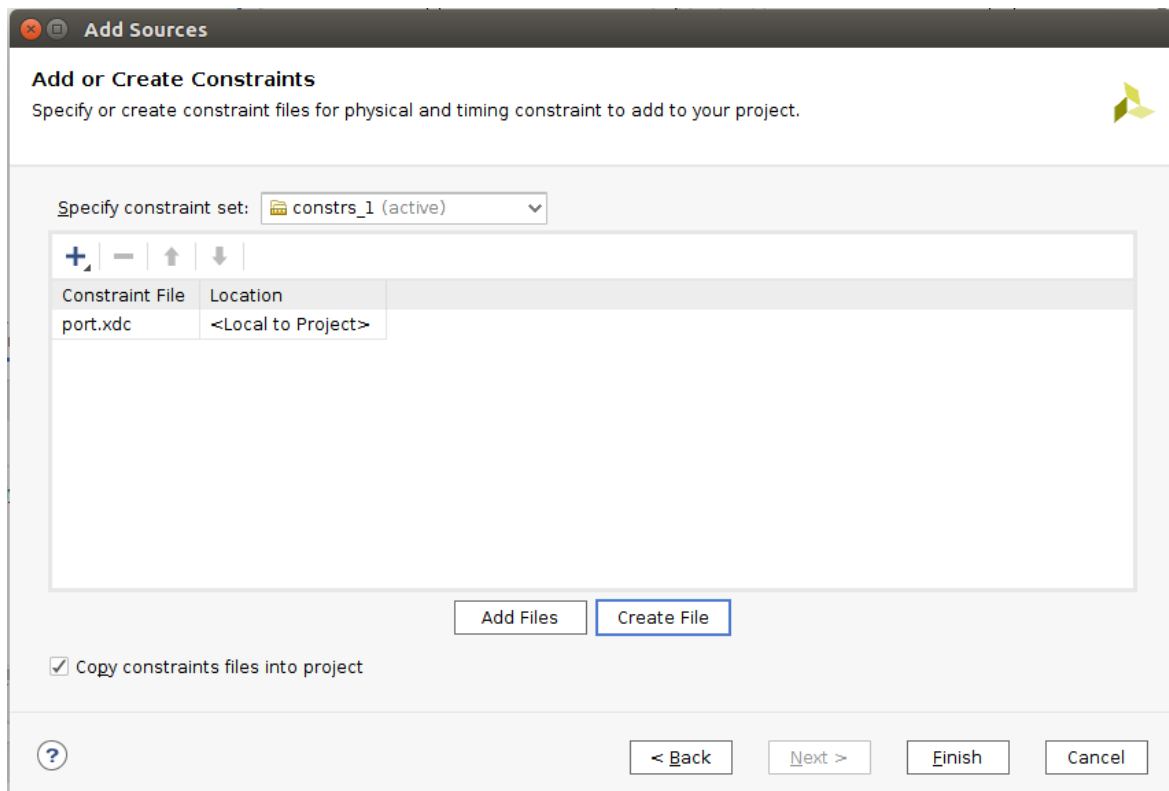 Add Sources
Add or Create Constraints
Specify or create constraint files for physical and timing constraint to add to your project.
Specify constraint set: constrs_1 (active)
Constraint File Location
port.xdc <Local to Project>
Add Files Create File
Copy constraints files into project
? < Back Next > Finish Cancel